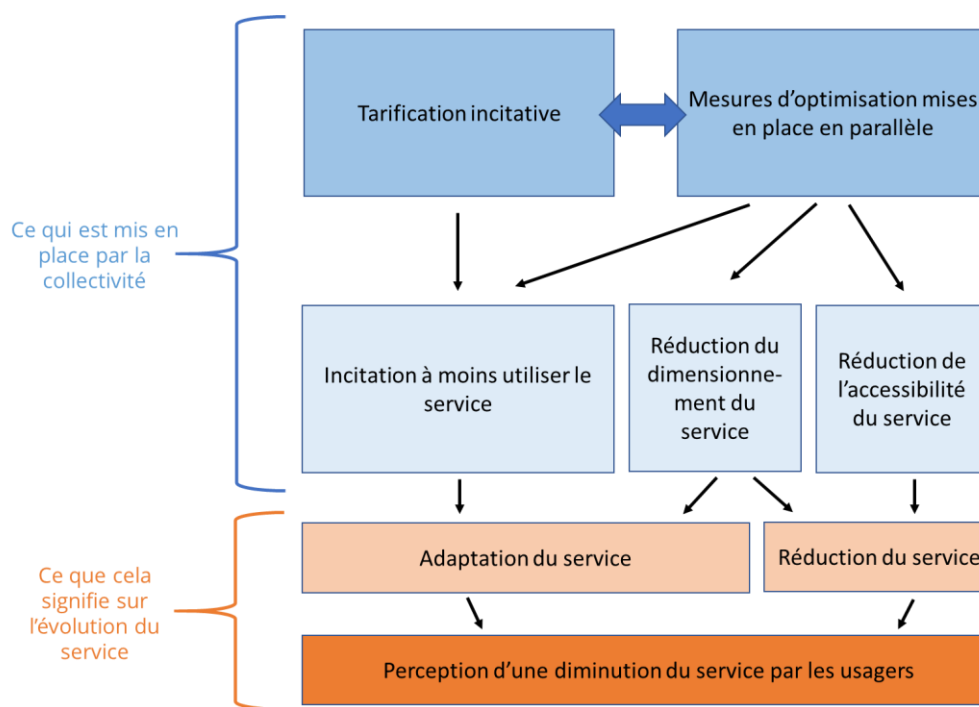 Tarification incitative
Mesures d'optimisation mises
en place en parallèle
Ce qui est mis en
place par la
collectivité
Incitation à moins utiliser le
service
Réduction du
dimensionne-
ment du
service
Réduction de
l'accessibilité
du service
Ce que cela
signifie sur
l'évolution du
service
Adaptation du service
Réduction du service
Perception d'une diminution du service par les usagers